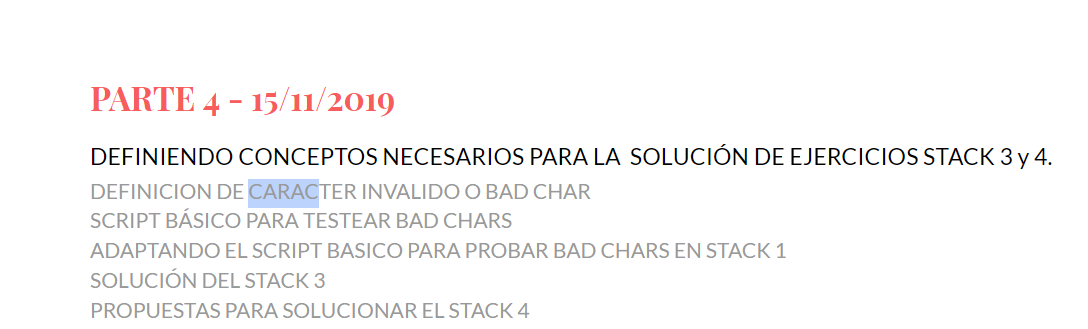 PARTE 4 - 15/11/2019
DEFINIENDO CONCEPTOS NECESARIOS PARA LA  SOLUCIÓN DE EJERCICIOS STACK 3 y 4.
DEFINICION DE CARACTER INVALIDO O BAD CHAR
SCRIPT BÁSICO PARA TESTEAR BAD CHARS
ADAPTANDO EL SCRIPT BASICO PARA PROBAR BAD CHARS EN STACK 1
SOLUCIÓN DEL STACK 3
PROPUESTAS PARA SOLUCIONAR EL STACK 4